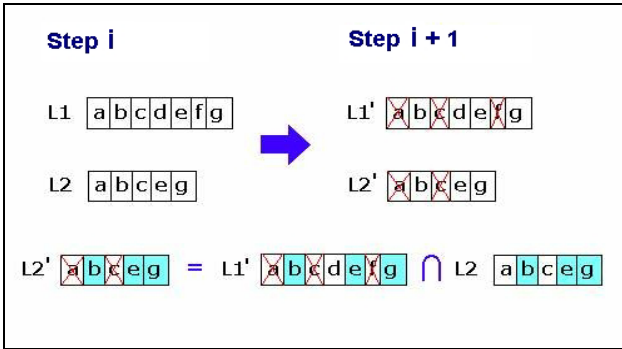 Step i Step i + 1
L1 a b c d e f g L1' a b c d e f g
L2 a b c e g L2' a b c e g
L2' a b c e g = L1' a b c d e f g ∩ L2 a b c e g